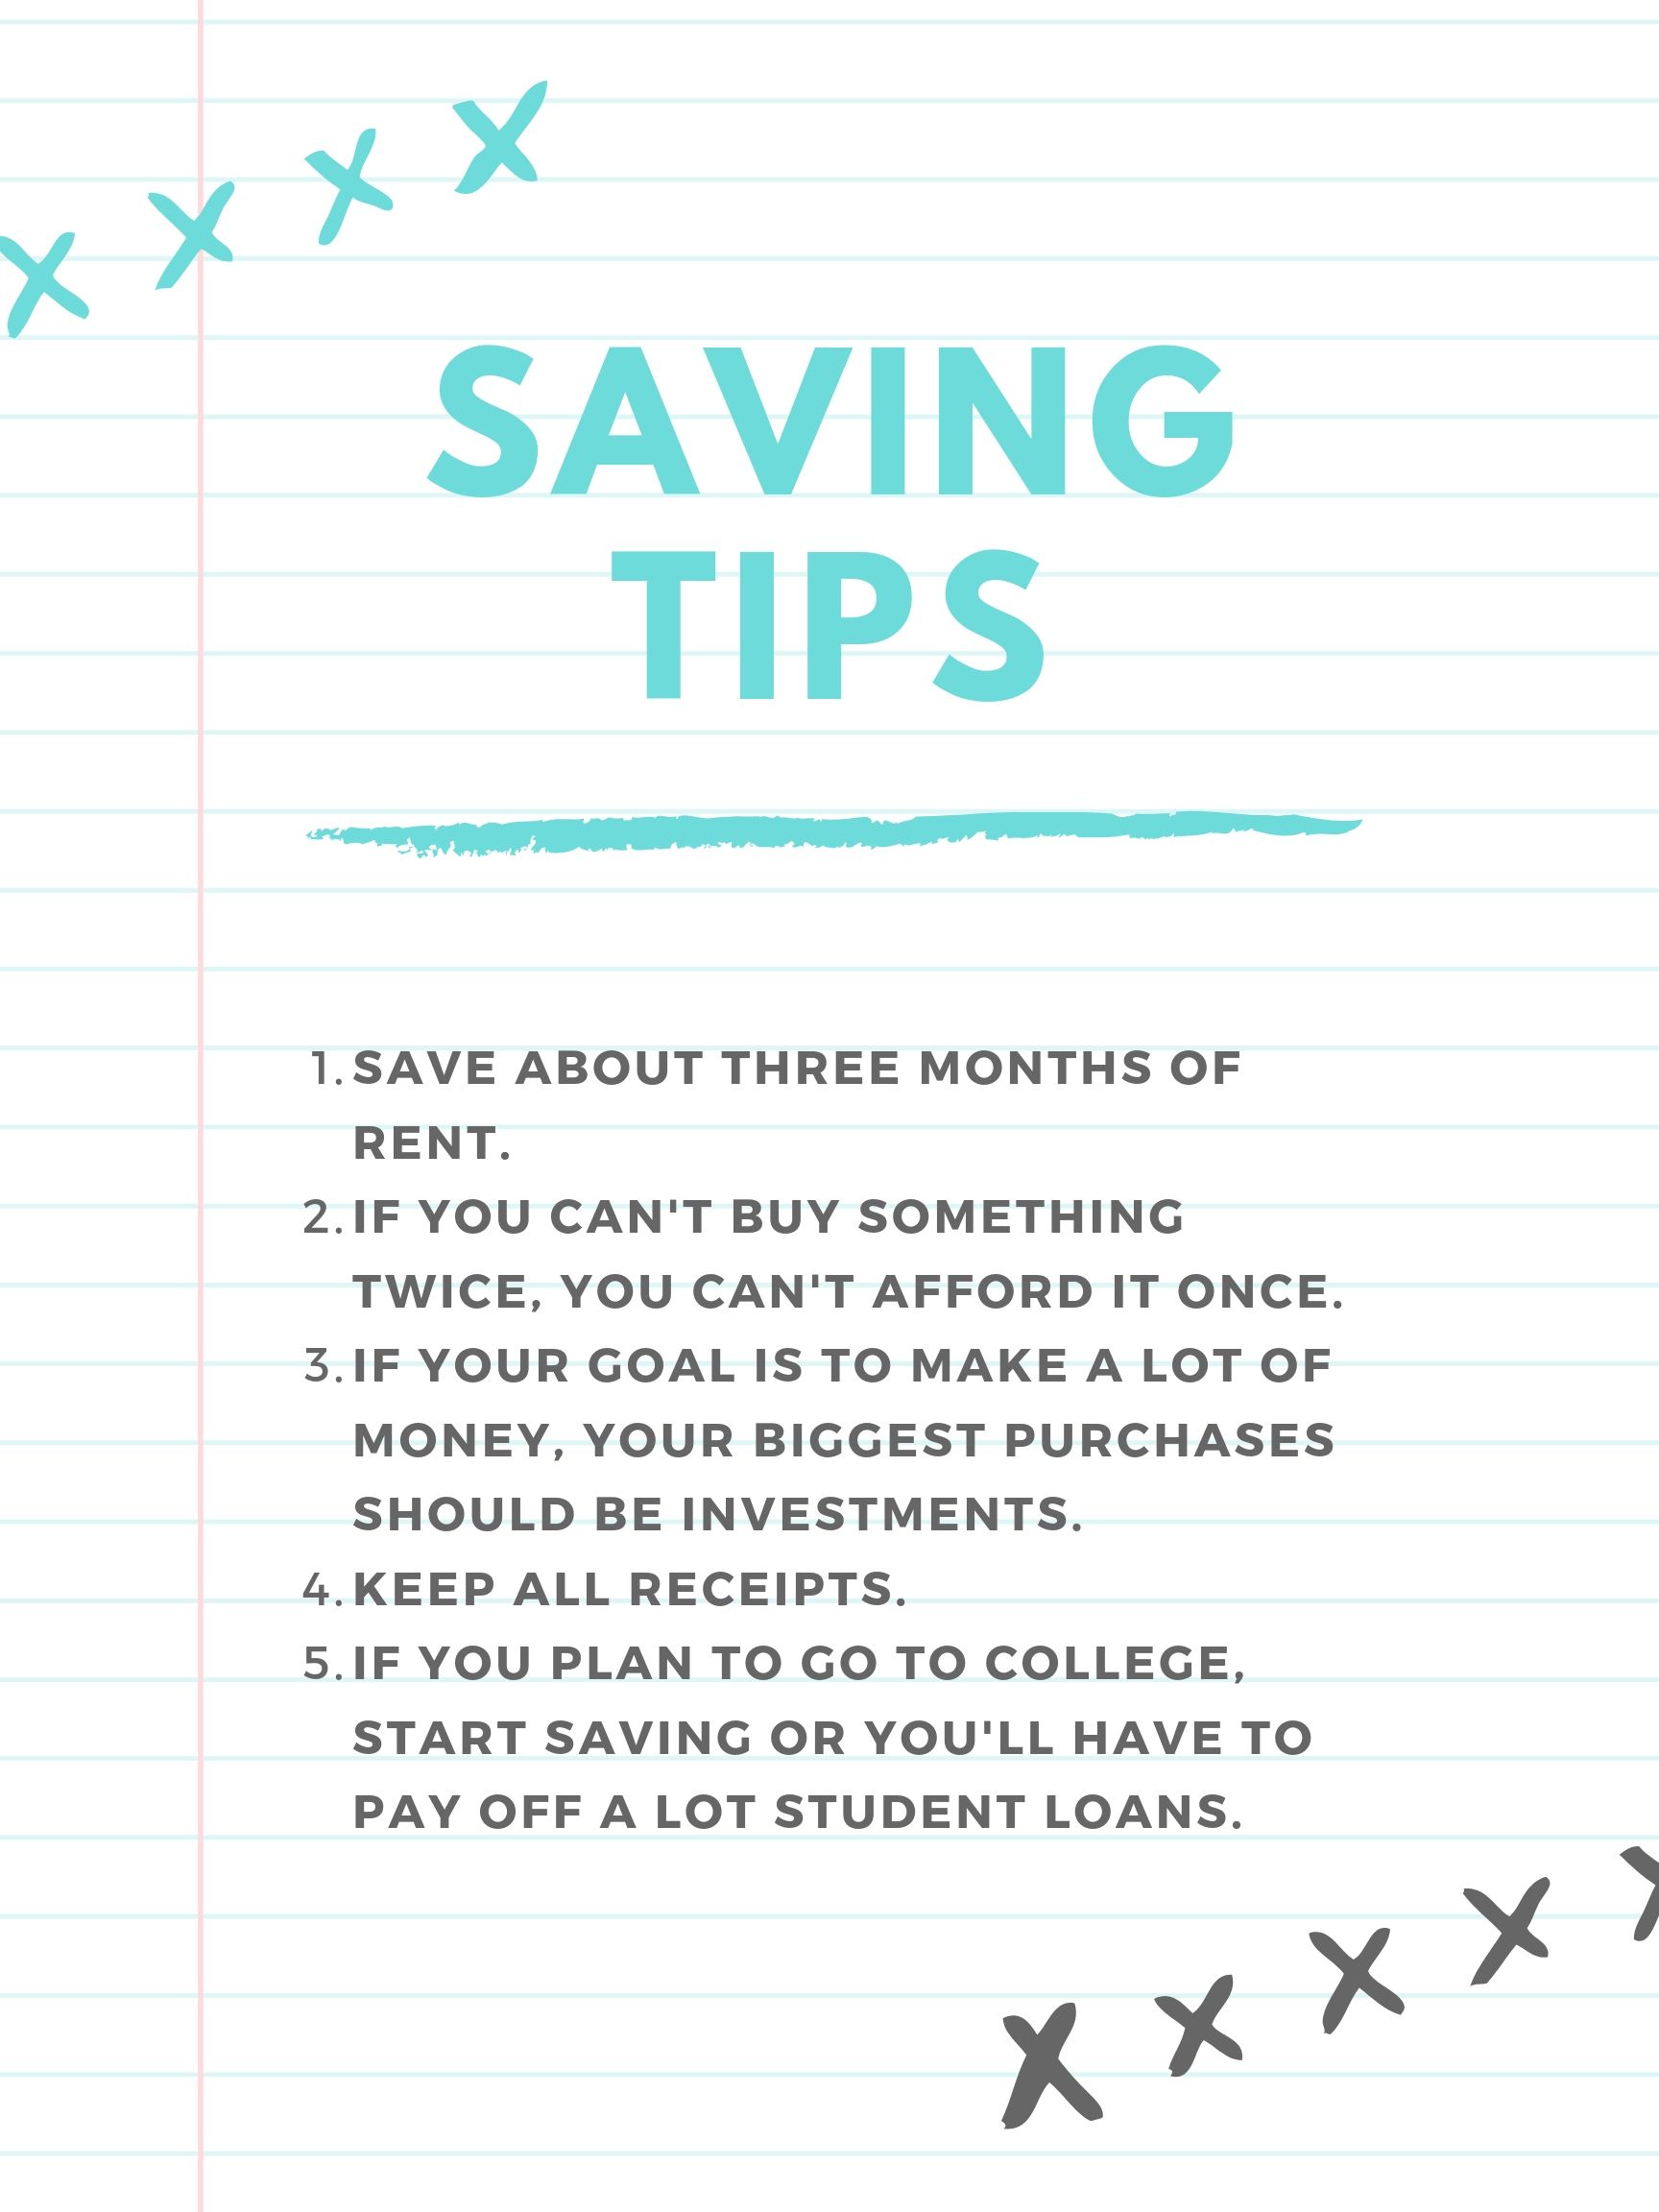 SAVING
TIPS
1. SAVE ABOUT THREE MONTHS OF
RENT.
2. IF YOU CAN'T BUY SOMETHING
TWICE, YOU CAN'T AFFORD IT ONCE.
3. IF YOUR GOAL IS TO MAKE A LOT OF
MONEY, YOUR BIGGEST PURCHASES
SHOULD BE INVESTMENTS.
4. KEEP ALL RECEIPTS.
5. IF YOU PLAN TO GO TO COLLEGE,
START SAVING OR YOU'LL HAVE TO
PAY OFF A LOT STUDENT LOANS.